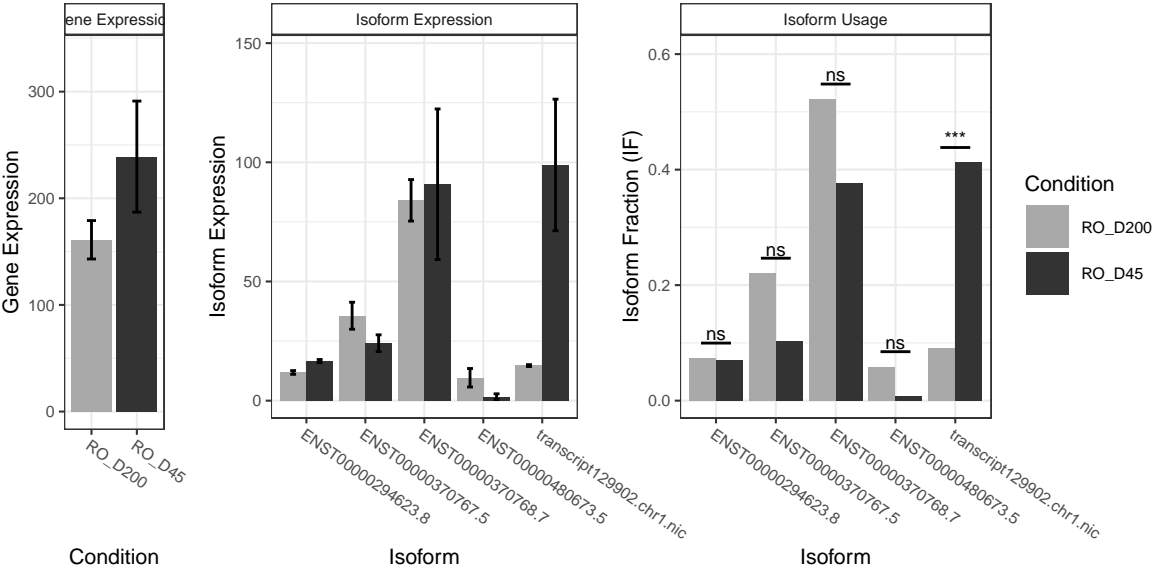 ene Expressio
Gene Expression
300
200
100
0
RO_D200
RO_D45
Condition
Isoform Expression
Isoform Expression
150
100
50
0
ENST00000294623.8
ENST00000370767.5
ENST00000370768.7
ENST00000480673.5
transcript129902.chr1.nic
Isoform
Isoform Usage
Isoform Fraction (IF)
0.6
0.4
0.2
0.0
ns
ns
ns
ns
***
ENST00000294623.8
ENST00000370767.5
ENST00000370768.7
ENST00000480673.5
transcript129902.chr1.nic
Isoform
Condition
RO_D200
RO_D45